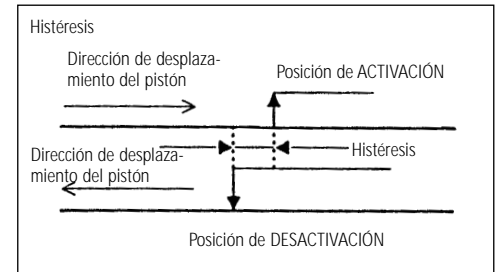 Histéresis
Dirección de desplaza-
miento del pistón
Posición de ACTIVACIÓN
Dirección de desplaza-
miento del pistón
Histéresis
Posición de DESACTIVACIÓN